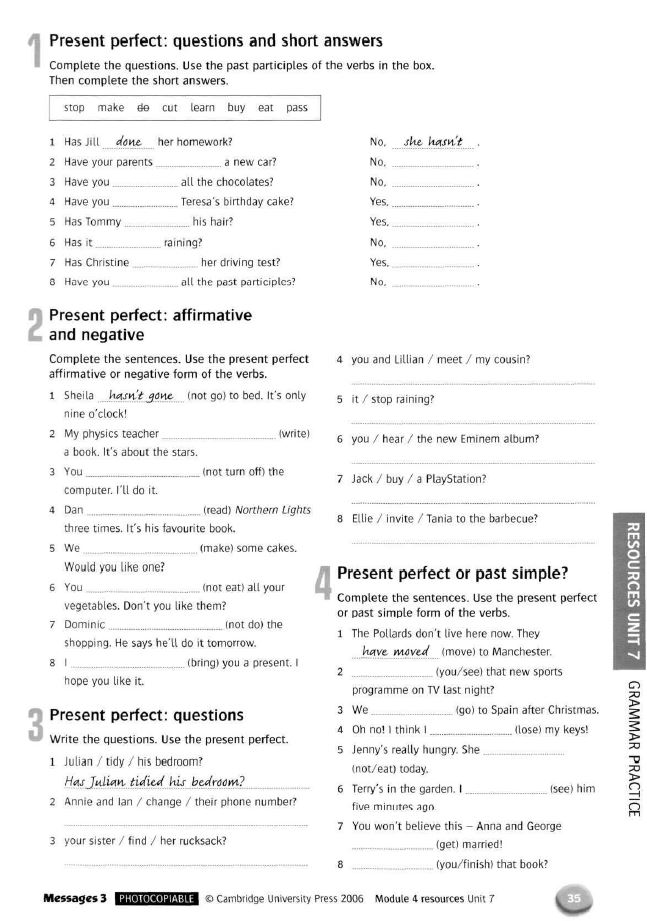 1 Present perfect: questions and short answers
Complete the questions. Use the past participles of the verbs in the box.
Then complete the short answers.
stop make do cut learn buy eat pass
1 Has Jill done her homework? No, she hasn't .
2 Have your parents ............ a new car? No, ............ .
3 Have you ............ all the chocolates? No, ............ .
4 Have you ............ Teresa's birthday cake? Yes, ............ .
5 Has Tommy ............ his hair? Yes, ............ .
6 Has it ............ raining? No, ............ .
7 Has Christine ............ her driving test? Yes, ............ .
8 Have you ............ all the past participles? No, ............ .
2 Present perfect: affirmative
and negative
Complete the sentences. Use the present perfect
affirmative or negative form of the verbs.
1 Sheila hasn't gone (not go) to bed. It's only
nine o'clock!
2 My physics teacher ............ (write)
a book. It's about the stars.
3 You ............ (not turn off) the
computer. I'll do it.
4 Dan ............ (read) Northern Lights
three times. It's his favourite book.
5 We ............ (make) some cakes.
Would you like one?
6 You ............ (not eat) all your
vegetables. Don't you like them?
7 Dominic ............ (not do) the
shopping. He says he'll do it tomorrow.
8 I ............ (bring) you a present. I
hope you like it.
3 Present perfect: questions
Write the questions. Use the present perfect.
1 Julian / tidy / his bedroom?
Has Julian tidied his bedroom?
2 Annie and Ian / change / their phone number?
3 your sister / find / her rucksack?
4 you and Lillian / meet / my cousin?
5 it / stop raining?
6 you / hear / the new Eminem album?
7 Jack / buy / a PlayStation?
8 Ellie / invite / Tania to the barbecue?
4 Present perfect or past simple?
Complete the sentences. Use the present perfect
or past simple form of the verbs.
1 The Pollards don't live here now. They
have moved (move) to Manchester.
2 ............ (you/see) that new sports
programme on TV last night?
3 We ............ (go) to Spain after Christmas.
4 Oh no! I think I ............ (lose) my keys!
5 Jenny's really hungry. She ............
(not/eat) today.
6 Terry's in the garden. I ............ (see) him
five minutes ago.
7 You won't believe this – Anna and George
............ (get) married!
8 ............ (you/finish) that book?
RESOURCES UNIT 7
GRAMMAR PRACTICE
Messages 3 PHOTOCOPIABLE © Cambridge University Press 2006 Module 4 resources Unit 7 35